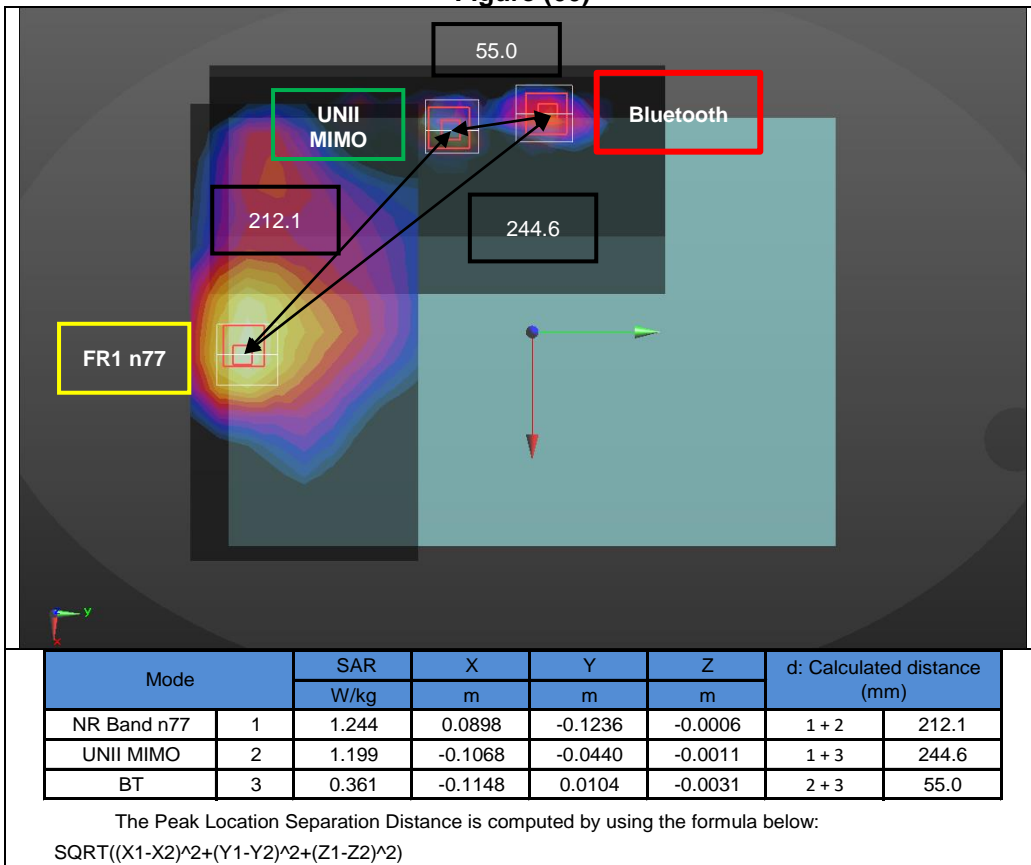 55.0
UNII
MIMO
Bluetooth
212.1
244.6
FR1 n77
y
x
Mode SAR X Y Z d: Calculated distance (mm)
W/kg m m m
NR Band n77 1 1.244 0.0898 -0.1236 -0.0006 1 + 2 212.1
UNII MIMO 2 1.199 -0.1068 -0.0440 -0.0011 1 + 3 244.6
BT 3 0.361 -0.1148 0.0104 -0.0031 2 + 3 55.0
The Peak Location Separation Distance is computed by using the formula below:
SQRT((X1-X2)^2+(Y1-Y2)^2+(Z1-Z2)^2)